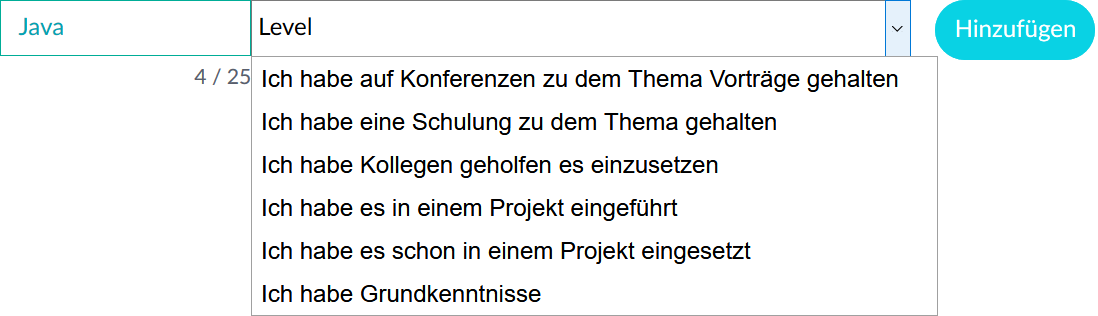 Java
Level
Hinzufügen
4 / 25
Ich habe auf Konferenzen zu dem Thema Vorträge gehalten
Ich habe eine Schulung zu dem Thema gehalten
Ich habe Kollegen geholfen es einzusetzen
Ich habe es in einem Projekt eingeführt
Ich habe es schon in einem Projekt eingesetzt
Ich habe Grundkenntnisse